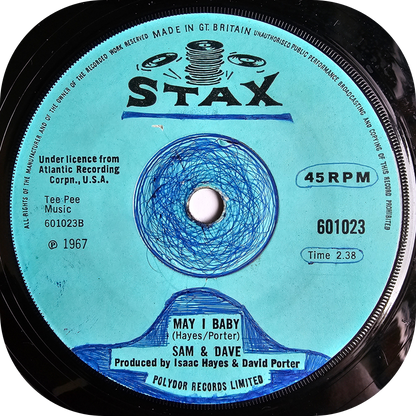 MADE IN GT. BRITAIN
ALL RIGHTS OF THE MANUFACTURER AND OF THE OWNER OF THE RECORDED WORK RESERVED
UNAUTHORISED PUBLIC PERFORMANCE BROADCASTING AND COPYING OF THIS RECORD PROHIBITED
STAX
Under licence from
Atlantic Recording
Corpn., U.S.A.
Tee Pee
Music
601023B
℗ 1967
45 RPM
601023
Time 2.38
MAY I BABY
(Hayes/Porter)
SAM & DAVE
Produced by Isaac Hayes & David Porter
POLYDOR RECORDS LIMITED